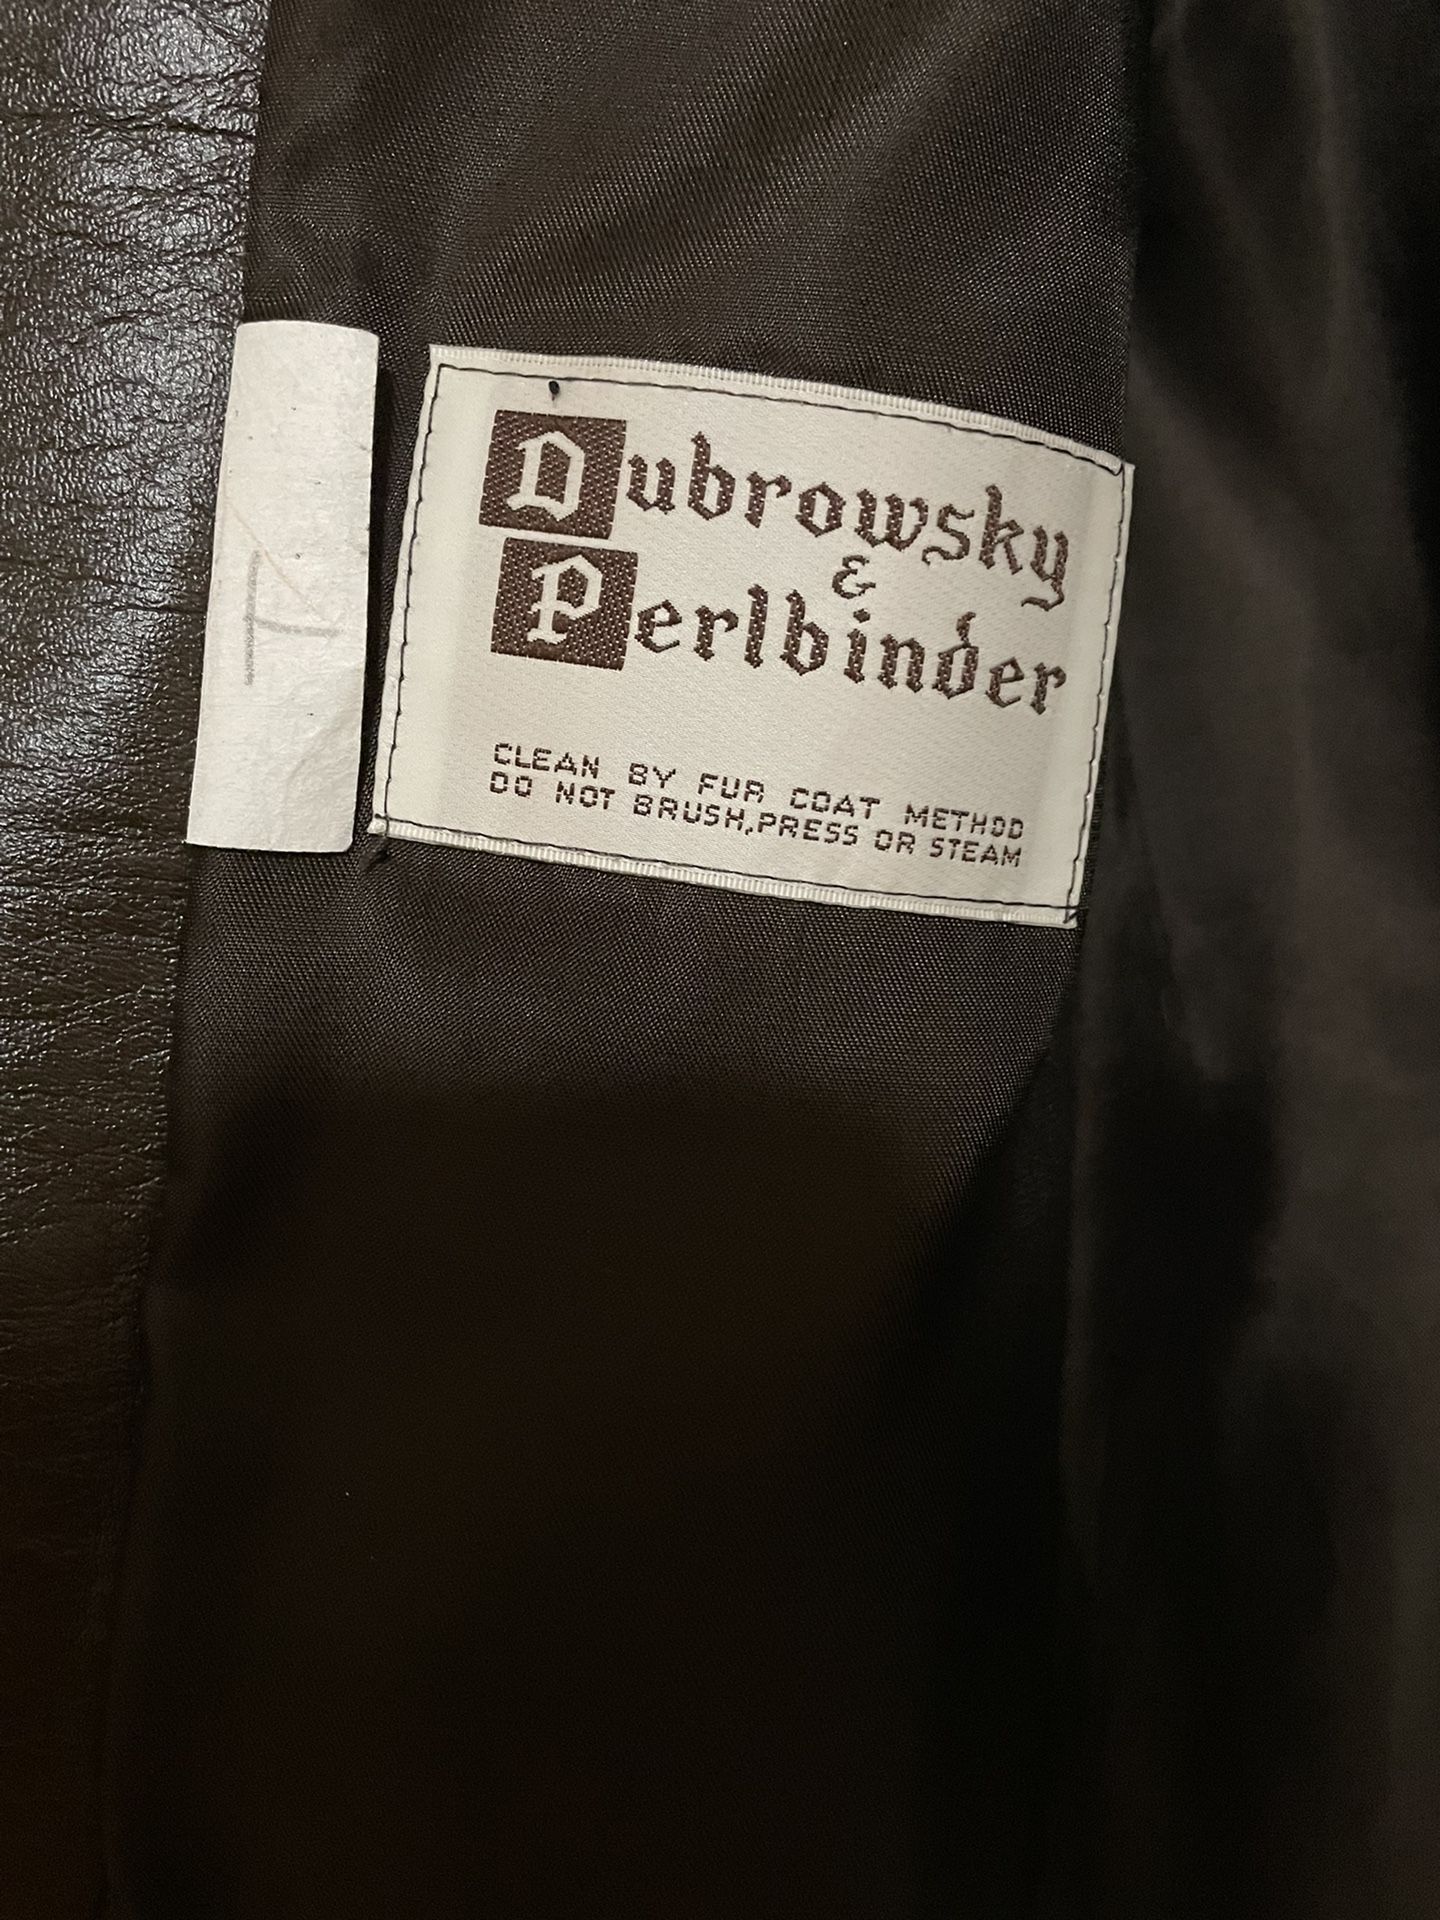 Dubrowsky
&
Perlbinder
CLEAN BY FUR COAT METHOD
DO NOT BRUSH, PRESS OR STEAM